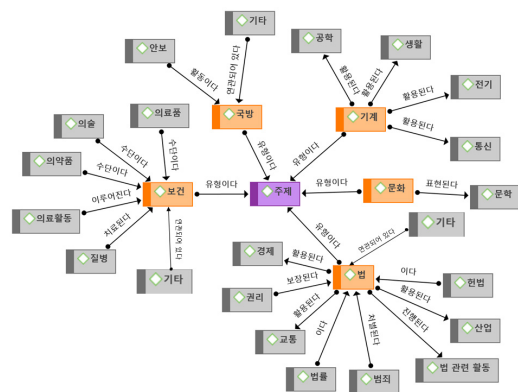 기타
안보
공학
생활
연관되어 있다
활동이다
활용된다
활용된다
전기
의료품
국방
기계
활용된다
의술
활용된다
통신
수단이다
수단이다
유형이다
유형이다
의약품
수단이다
이루어진다
보건
유형이다
주제
유형이다
문화
표현된다
문학
의료활동
치료된다
연관되어 있다
유형이다
연관되어 있다
기타
질병
경제
활용된다
이다
기타
보장된다
법
헌법
권리
활용된다
활용된다
산업
교통
이다
처벌된다
진행된다
법률
범죄
법 관련 활동